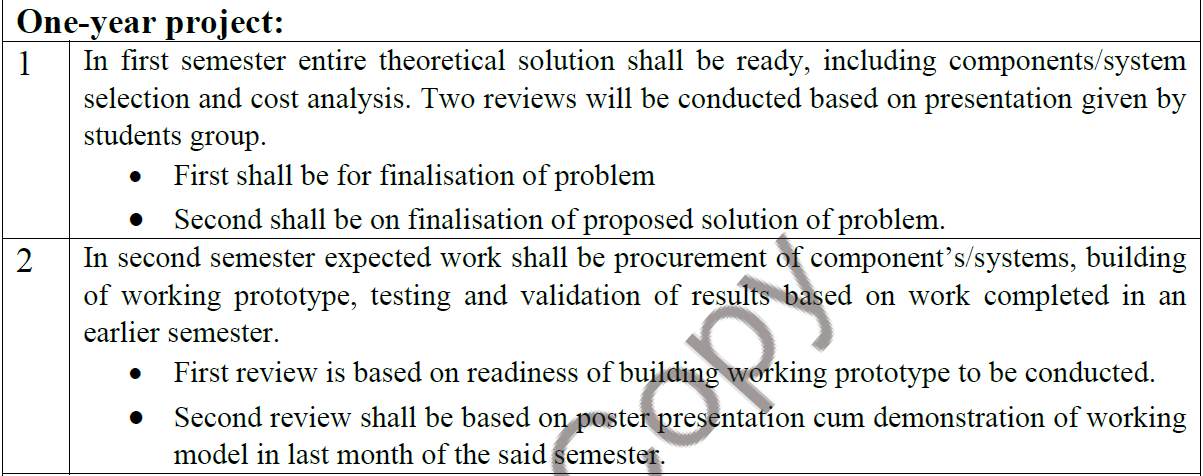 One-year project:
1 In first semester entire theoretical solution shall be ready, including components/system
selection and cost analysis. Two reviews will be conducted based on presentation given by
students group.
• First shall be for finalisation of problem
• Second shall be on finalisation of proposed solution of problem.
2 In second semester expected work shall be procurement of component’s/systems, building
of working prototype, testing and validation of results based on work completed in an
earlier semester.
• First review is based on readiness of building working prototype to be conducted.
• Second review shall be based on poster presentation cum demonstration of working
model in last month of the said semester.
Copy